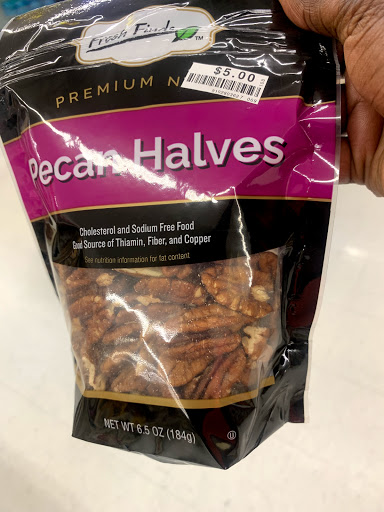 Fresh Finds TM
$5.00
PREMIUM
Pecan Halves
Cholesterol and Sodium Free Food
Good Source of Thiamin, Fiber, and Copper
See nutrition information for fat content
NET WT 6.5 OZ (184g)
U